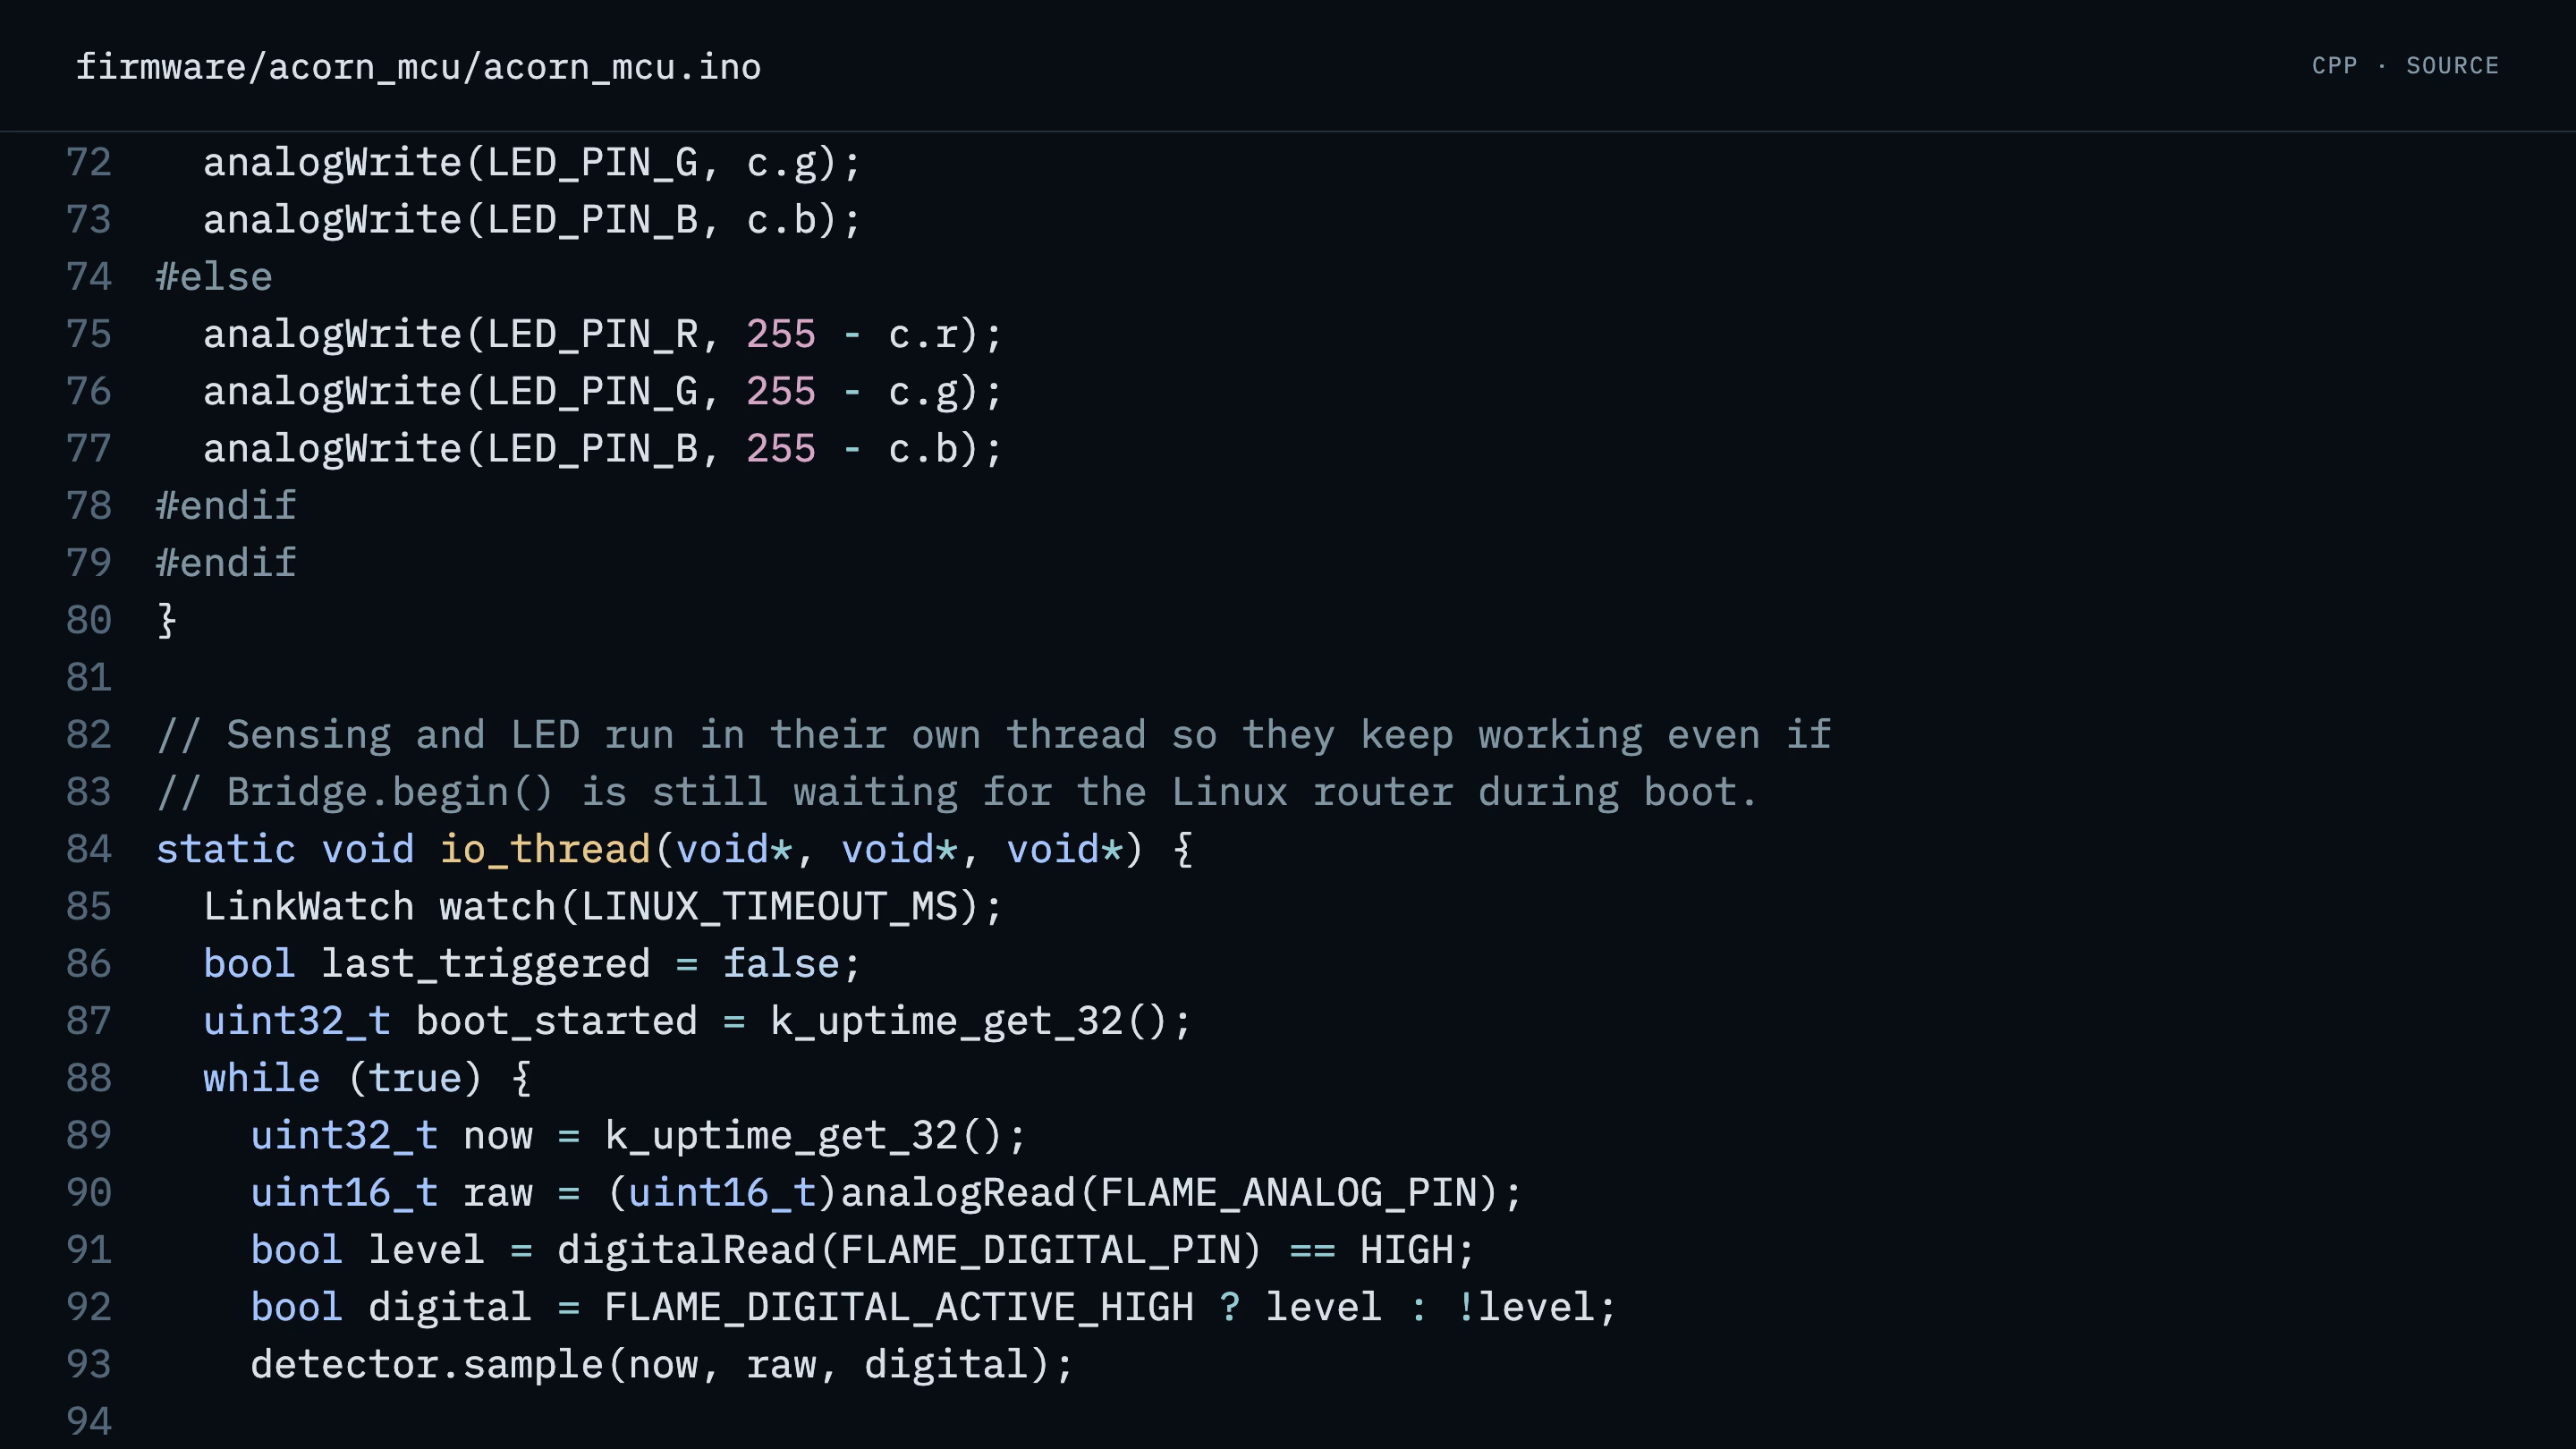 firmware/acorn_mcu/acorn_mcu.ino
CPP · SOURCE
72   analogWrite(LED_PIN_G, c.g);
73   analogWrite(LED_PIN_B, c.b);
74 #else
75   analogWrite(LED_PIN_R, 255 - c.r);
76   analogWrite(LED_PIN_G, 255 - c.g);
77   analogWrite(LED_PIN_B, 255 - c.b);
78 #endif
79 #endif
80 }
81
82 // Sensing and LED run in their own thread so they keep working even if
83 // Bridge.begin() is still waiting for the Linux router during boot.
84 static void io_thread(void*, void*, void*) {
85   LinkWatch watch(LINUX_TIMEOUT_MS);
86   bool last_triggered = false;
87   uint32_t boot_started = k_uptime_get_32();
88   while (true) {
89     uint32_t now = k_uptime_get_32();
90     uint16_t raw = (uint16_t)analogRead(FLAME_ANALOG_PIN);
91     bool level = digitalRead(FLAME_DIGITAL_PIN) == HIGH;
92     bool digital = FLAME_DIGITAL_ACTIVE_HIGH ? level : !level;
93     detector.sample(now, raw, digital);
94